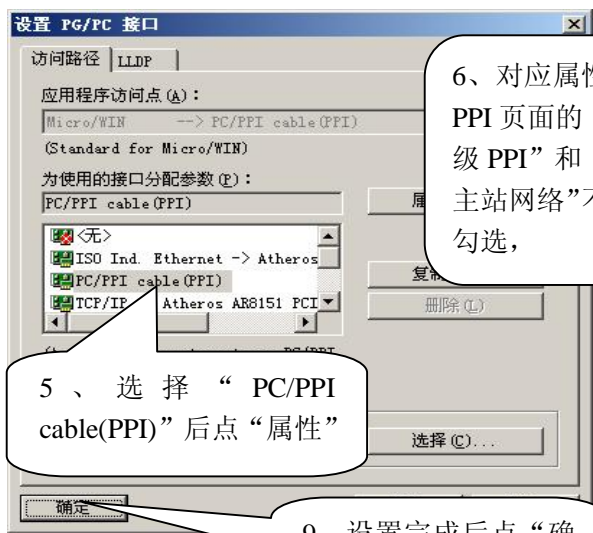 设置 PG/PC 接口
访问路径 LLDP
应用程序访问点(A):
Micro/WIN --> PC/PPI cable(PPI)
(Standard for Micro/WIN)
为使用的接口分配参数(P):
PC/PPI cable(PPI)
<无>
ISO Ind. Ethernet -> Atheros
PC/PPI cable(PPI)
TCP/IP Atheros AR8151 PCI
6、对应属性
PPI 页面的
级 PPI”和
主站网络”不
勾选,
复制
删除(L)
5 、 选 择 “ PC/PPI
cable(PPI)”后点“属性”
选择(C)...
确定
9、设置完成后点“确